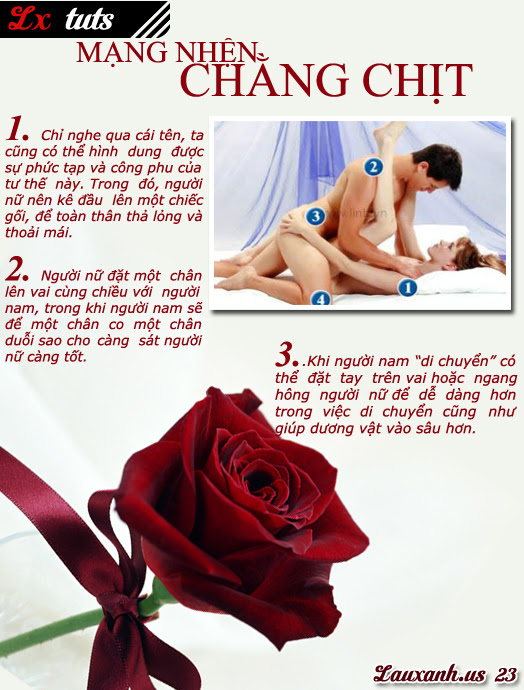 Lx tuts
MẠNG NHỆN
CHẰNG CHỊT
1. Chỉ nghe qua cái tên, ta
cũng có thể hình dung được
sự phức tạp và công phu của
tư thế này. Trong đó, người
nữ nên kê đầu lên một chiếc
gối, để toàn thân thả lỏng và
thoải mái.
2
3
1
4
2. Người nữ đặt một chân
lên vai cùng chiều với người
nam, trong khi người nam sẽ
để một chân co một chân
duỗi sao cho càng sát người
nữ càng tốt.
3. .Khi người nam “di chuyển” có
thể đặt tay trên vai hoặc ngang
hông người nữ để dễ dàng hơn
trong việc di chuyển cũng như
giúp dương vật vào sâu hơn.
Lauxanh.us 23